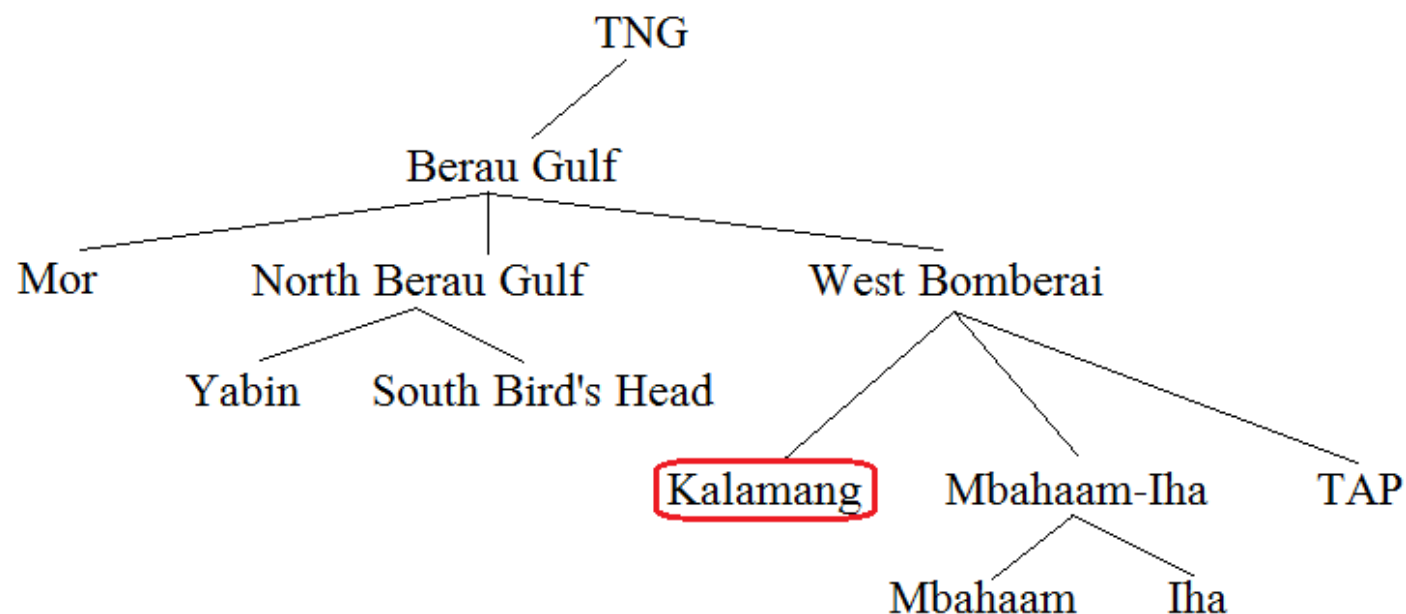 TNG
Berau Gulf
Mor North Berau Gulf West Bomberai
Yabin South Bird's Head
Kalamang Mbahaam-Iha TAP
Mbahaam Iha